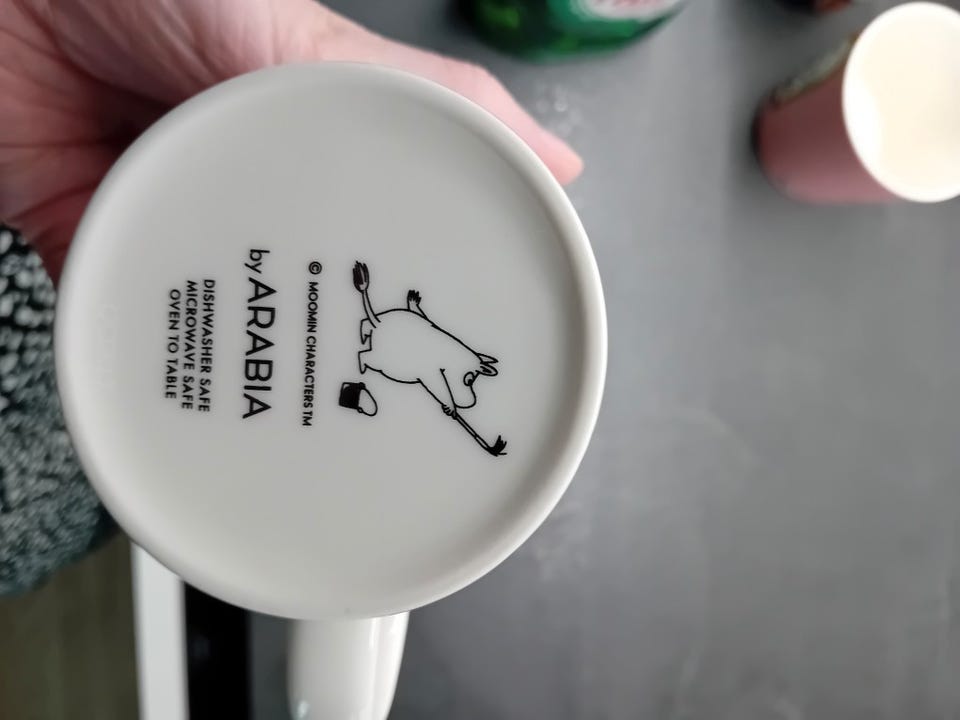 © MOOMIN CHARACTERS TM
by ARABIA
DISHWASHER SAFE
MICROWAVE SAFE
OVEN TO TABLE